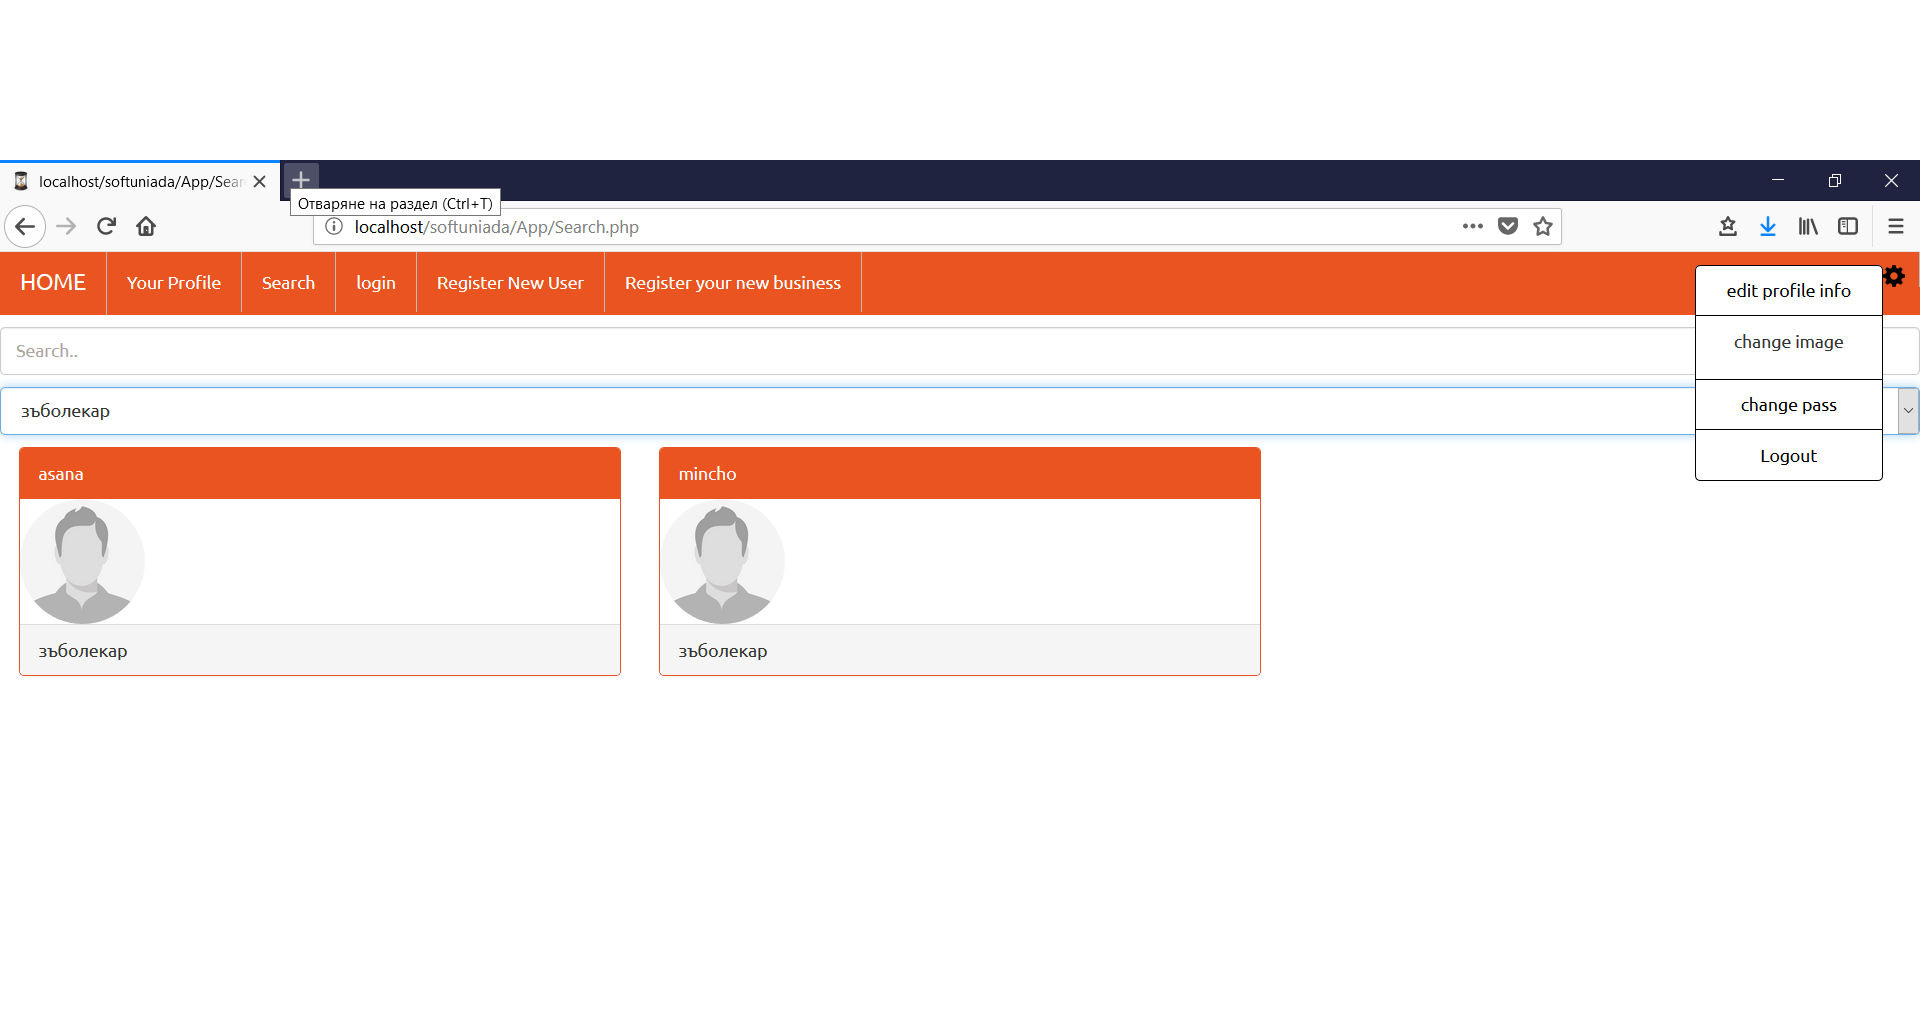 localhost/softuniada/App/Sear
Отваряне на раздел (Ctrl+T)
localhost/softuniada/App/Search.php
HOME
Your Profile
Search
login
Register New User
Register your new business
edit profile info
change image
change pass
Logout
Search..
зъболекар
asana
зъболекар
mincho
зъболекар